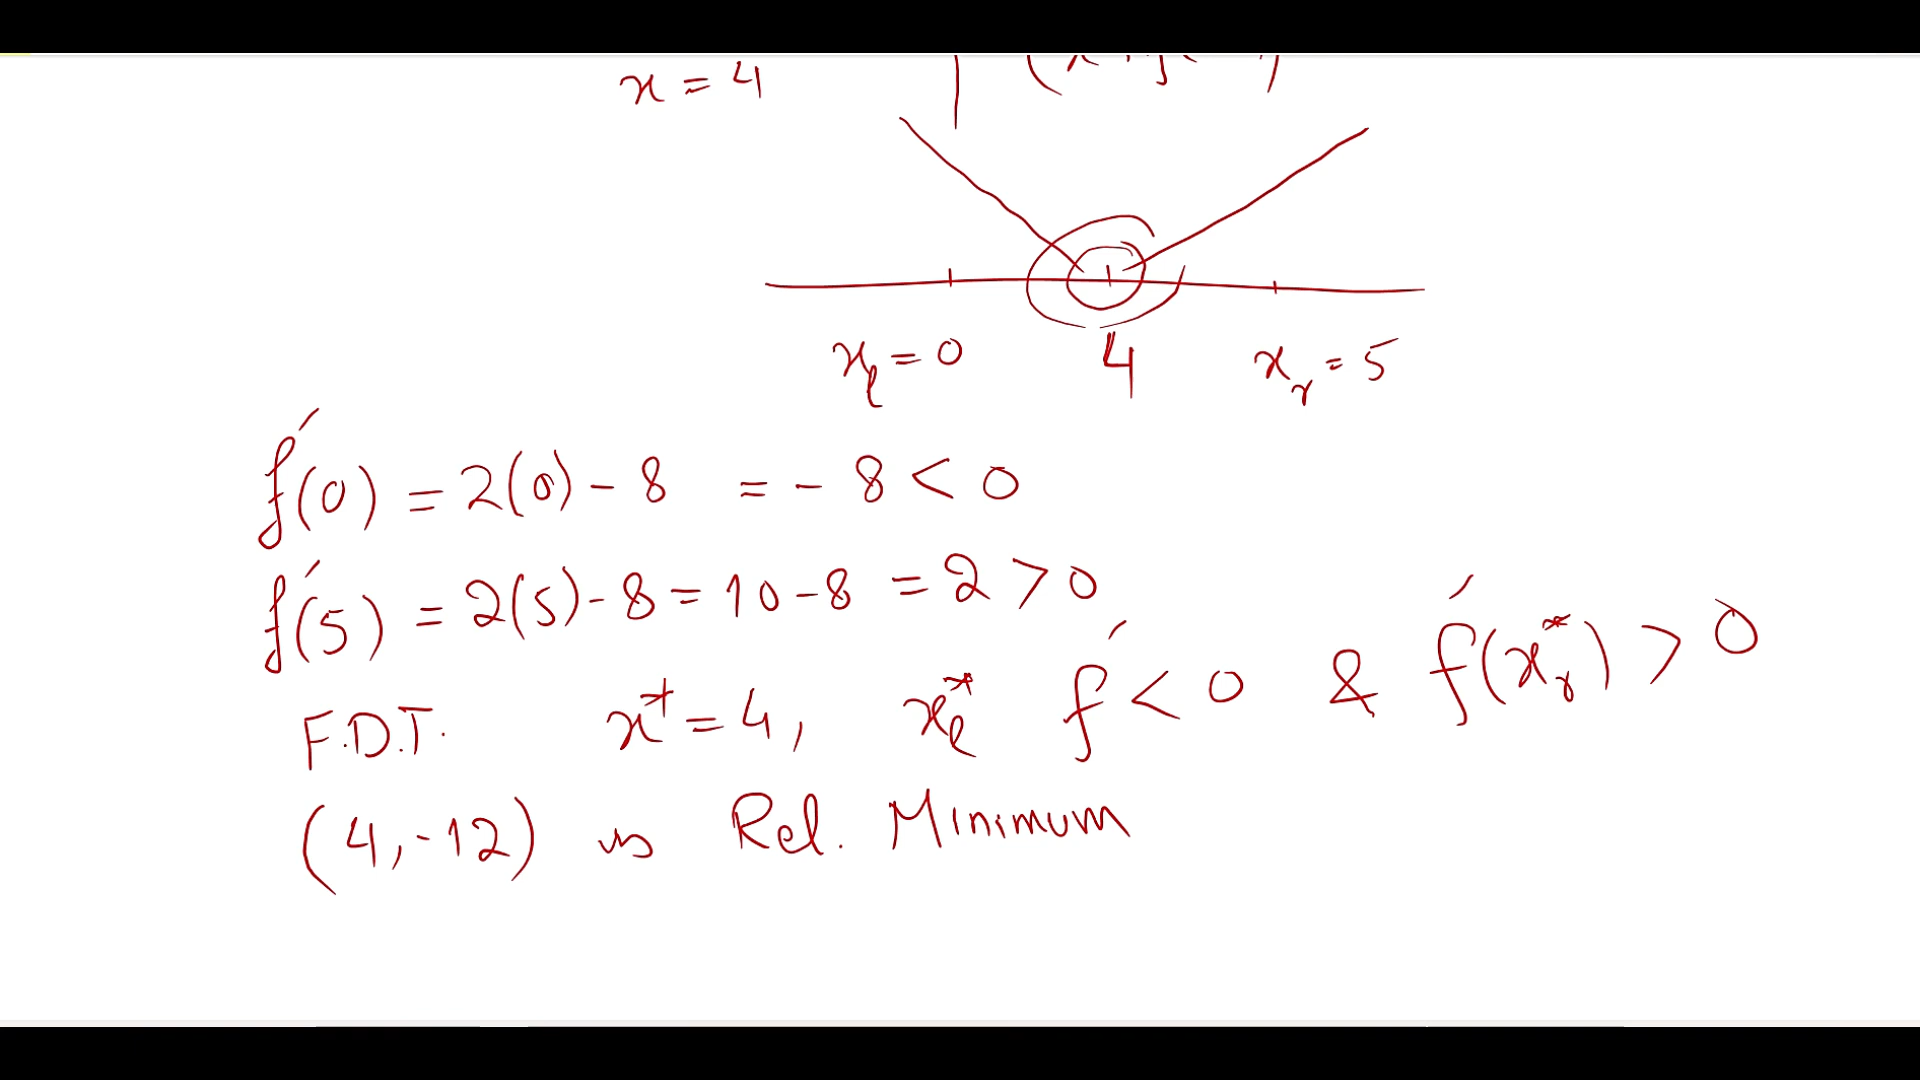 x = 4
x_l = 0 4 x_r = 5
f'(0) = 2(0) - 8 = - 8 < 0
f'(5) = 2(5) - 8 = 10 - 8 = 2 > 0
F.D.T. x* = 4, x_l* f' < 0 & f'(x_r*) > 0
(4, -12) is Rel. Minimum